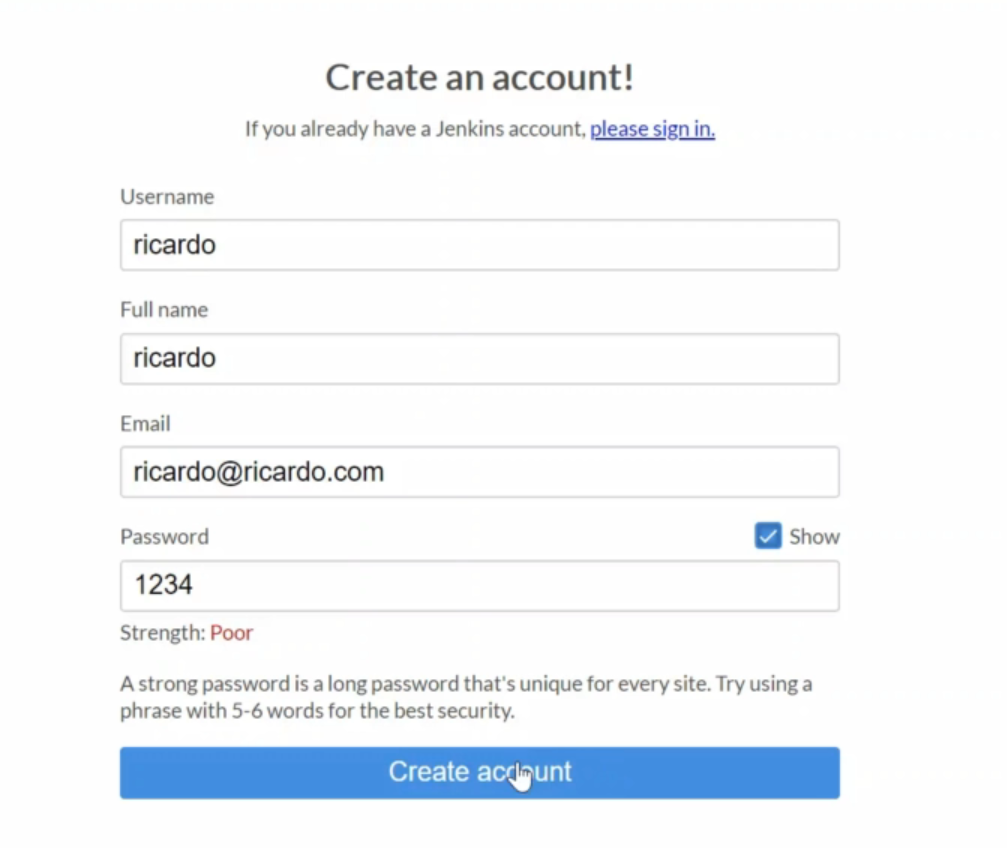 Create an account!
If you already have a Jenkins account, please sign in.
Username
ricardo
Full name
ricardo
Email
ricardo@ricardo.com
Password
Show
1234
Strength: Poor
A strong password is a long password that's unique for every site. Try using a
phrase with 5-6 words for the best security.
Create account